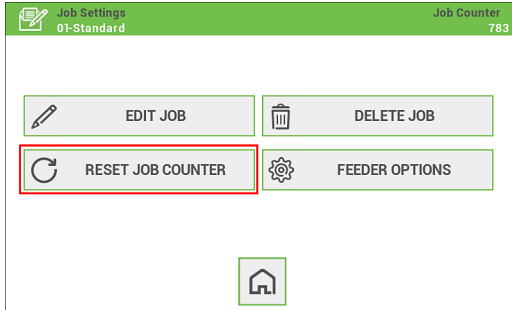 Job Settings
Job Counter
01-Standard
783
EDIT JOB
DELETE JOB
RESET JOB COUNTER
FEEDER OPTIONS